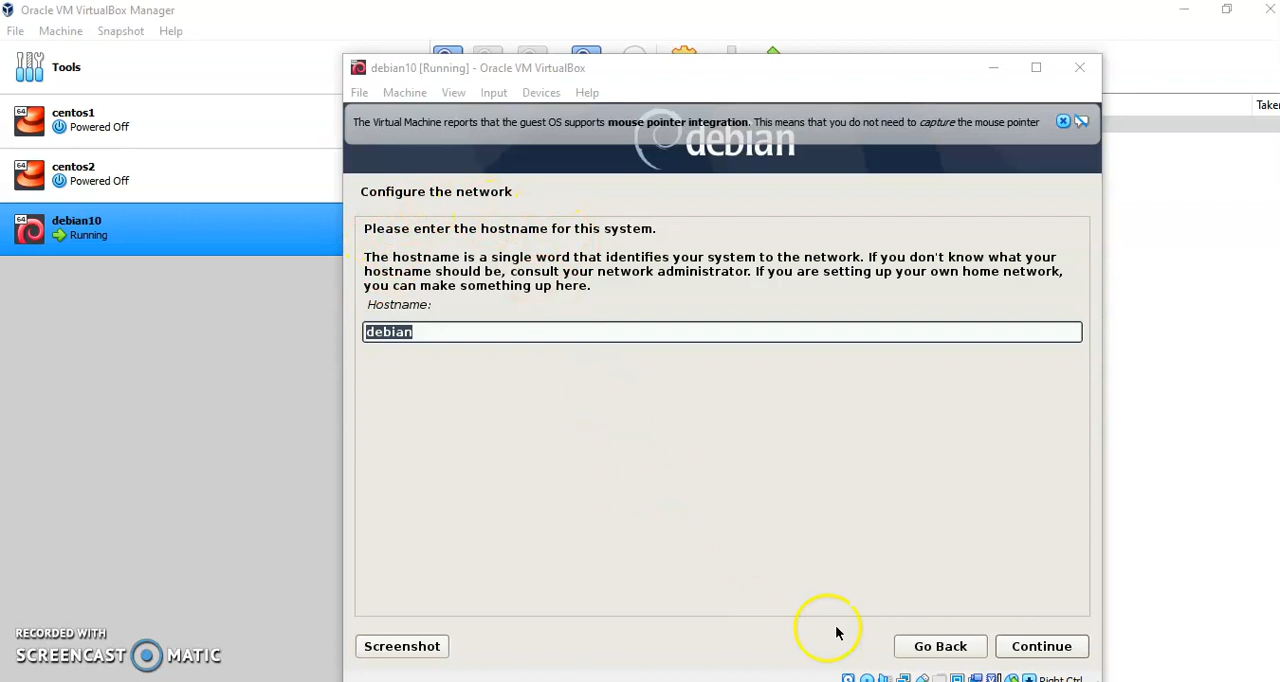 Oracle VM VirtualBox Manager
File Machine Snapshot Help
Tools
Take
64
centos1
Powered Off
64
centos2
Powered Off
64
debian10
Running
debian10 [Running] - Oracle VM VirtualBox
File Machine View Input Devices Help
The Virtual Machine reports that the guest OS supports mouse pointer integration. This means that you do not need to capture the mouse pointer
debian
Configure the network
Please enter the hostname for this system.
The hostname is a single word that identifies your system to the network. If you don't know what your
hostname should be, consult your network administrator. If you are setting up your own home network,
you can make something up here.
Hostname:
debian
Screenshot
Go Back
Continue
Right Ctrl
RECORDED WITH
SCREENCAST MATIC